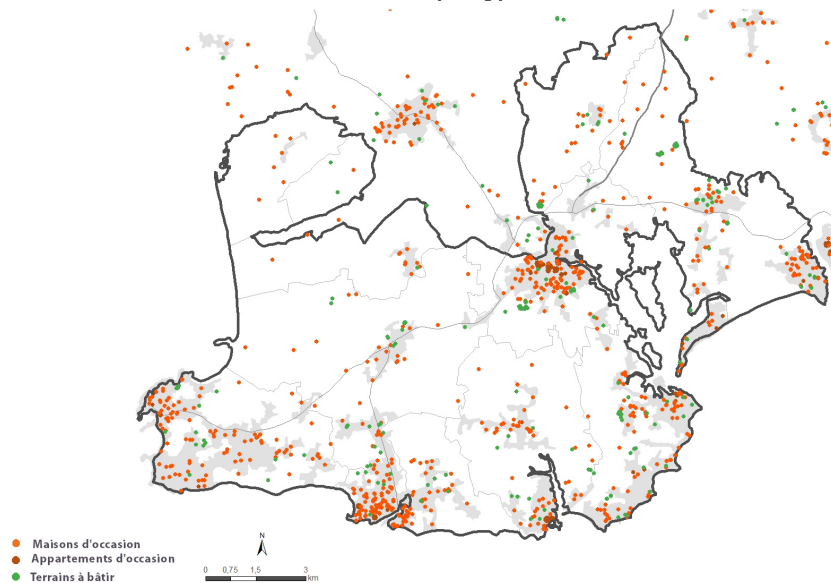 Maisons d'occasion
Appartements d'occasion
Terrains à bâtir
N
0 0,75 1,5 3
km